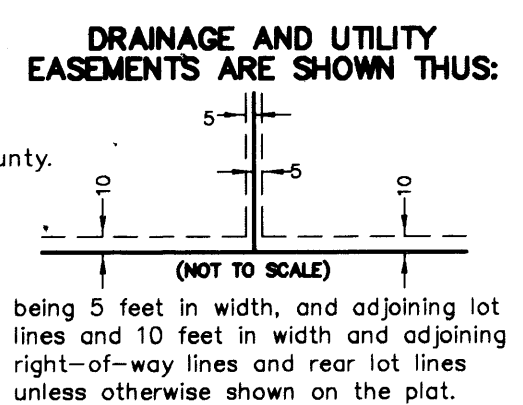 DRAINAGE AND UTILITY
EASEMENTS ARE SHOWN THUS:
5
unty.
5
10
10
(NOT TO SCALE)
being 5 feet in width, and adjoining lot
lines and 10 feet in width and adjoining
right-of-way lines and rear lot lines
unless otherwise shown on the plat.